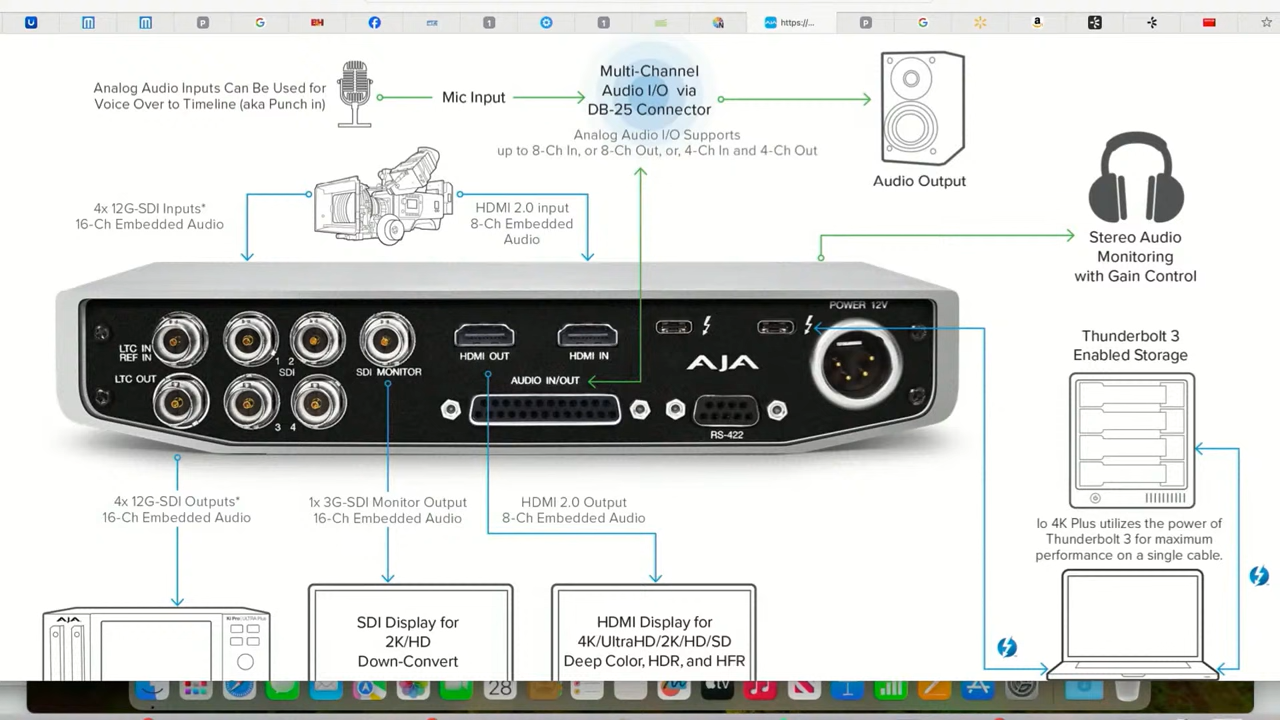 https://...
Analog Audio Inputs Can Be Used for
Voice Over to Timeline (aka Punch in)
Mic Input
Multi-Channel
Audio I/O via
DB-25 Connector
Analog Audio I/O Supports
up to 8-Ch In, or 8-Ch Out, or, 4-Ch In and 4-Ch Out
Audio Output
4x 12G-SDI Inputs*
16-Ch Embedded Audio
HDMI 2.0 input
8-Ch Embedded
Audio
Stereo Audio
Monitoring
with Gain Control
POWER 12V
LTC IN
REF IN
LTC OUT
1 2
SDI
3 4
SDI MONITOR
HDMI OUT
HDMI IN
AUDIO IN/OUT
AJA
RS-422
Thunderbolt 3
Enabled Storage
Io 4K Plus utilizes the power of
Thunderbolt 3 for maximum
performance on a single cable.
4x 12G-SDI Outputs*
16-Ch Embedded Audio
1x 3G-SDI Monitor Output
16-Ch Embedded Audio
HDMI 2.0 Output
8-Ch Embedded Audio
AJA
Ki Pro ULTRA Plus
SDI Display for
2K/HD
Down-Convert
HDMI Display for
4K/UltraHD/2K/HD/SD
Deep Color, HDR, and HFR
28
tv